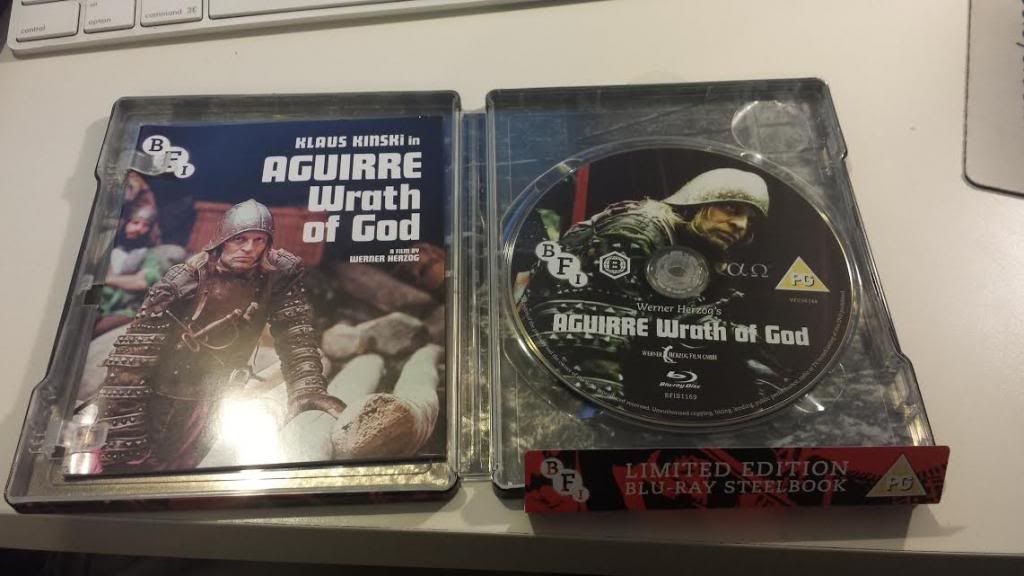 control
alt
option
command ⌘
BFI
KLAUS KINSKI in
AGUIRRE
Wrath
of God
A FILM BY
WERNER HERZOG
BFI
B
αΩ
PG
Werner Herzog's
AGUIRRE Wrath of God
WERNER HERZOG FILM GMBH
Blu-ray Disc
BFIB1169
BFI
LIMITED EDITION
BLU-RAY STEELBOOK
PG